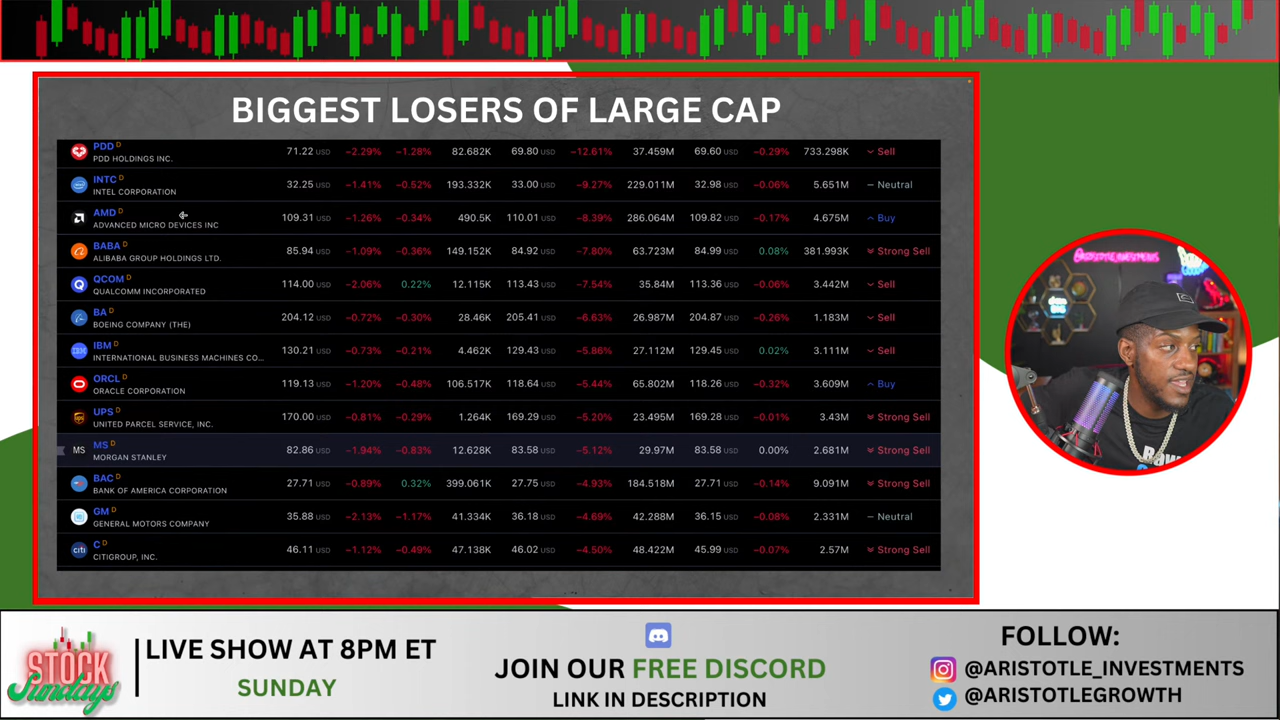 BIGGEST LOSERS OF LARGE CAP
PDD D 71.22 USD −2.29% −1.28% 82.682K 69.80 USD −12.61% 37.459M 69.60 USD −0.29% 733.298K Sell
PDD HOLDINGS INC.
INTC D 32.25 USD −1.41% −0.52% 193.332K 33.00 USD −9.27% 229.011M 32.98 USD −0.06% 5.651M Neutral
INTEL CORPORATION
AMD D 109.31 USD −1.26% −0.34% 490.5K 110.01 USD −8.39% 286.064M 109.82 USD −0.17% 4.675M Buy
ADVANCED MICRO DEVICES INC
BABA D 85.94 USD −1.09% −0.36% 149.152K 84.92 USD −7.80% 63.723M 84.99 USD 0.08% 381.993K Strong Sell
ALIBABA GROUP HOLDINGS LTD.
QCOM D 114.00 USD −2.06% 0.22% 12.115K 113.43 USD −7.54% 35.84M 113.36 USD −0.06% 3.442M Sell
QUALCOMM INCORPORATED
BA D 204.12 USD −0.72% −0.30% 28.46K 205.41 USD −6.63% 26.987M 204.87 USD −0.26% 1.183M Sell
BOEING COMPANY (THE)
IBM D 130.21 USD −0.73% −0.21% 4.462K 129.43 USD −5.86% 27.112M 129.45 USD 0.02% 3.111M Sell
INTERNATIONAL BUSINESS MACHINES CO...
ORCL D 119.13 USD −1.20% −0.48% 106.517K 118.64 USD −5.44% 65.802M 118.26 USD −0.32% 3.609M Buy
ORACLE CORPORATION
UPS D 170.00 USD −0.81% −0.29% 1.264K 169.29 USD −5.20% 23.495M 169.28 USD −0.01% 3.43M Strong Sell
UNITED PARCEL SERVICE, INC.
MS MS D 82.86 USD −1.94% −0.83% 12.628K 83.58 USD −5.12% 29.97M 83.58 USD 0.00% 2.681M Strong Sell
MORGAN STANLEY
BAC D 27.71 USD −0.89% 0.32% 399.061K 27.75 USD −4.93% 184.518M 27.71 USD −0.14% 9.091M Strong Sell
BANK OF AMERICA CORPORATION
GM D 35.88 USD −2.13% −1.17% 41.334K 36.18 USD −4.69% 42.288M 36.15 USD −0.08% 2.331M Neutral
GENERAL MOTORS COMPANY
citi C D 46.11 USD −1.12% −0.49% 47.138K 46.02 USD −4.50% 48.422M 45.99 USD −0.07% 2.57M Strong Sell
CITIGROUP, INC.
STOCK
Sundays
LIVE SHOW AT 8PM ET
SUNDAY
JOIN OUR FREE DISCORD
LINK IN DESCRIPTION
FOLLOW:
@ARISTOTLE_INVESTMENTS
@ARISTOTLEGROWTH